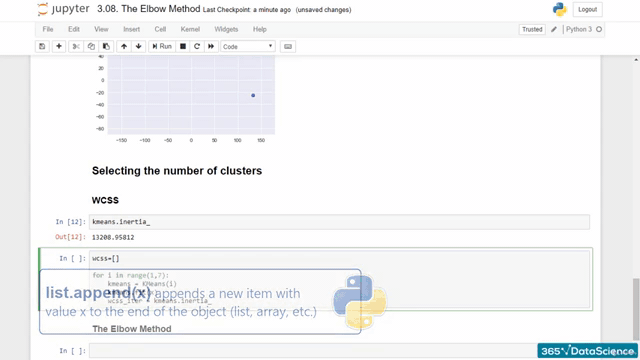 jupyter 3.08. The Elbow Method Last Checkpoint: a minute ago (unsaved changes)
Logout
File Edit View Insert Cell Kernel Widgets Help
Trusted Python 3
Run Code
40
20
0
-20
-40
-60
-80
-150 -100 -50 0 50 100 150
Selecting the number of clusters
WCSS
In [12]: kmeans.inertia_
Out[12]: 13208.95812
In [ ]: wcss=[]
for i in range(1,7):
kmeans = KMeans(i)
wcss_iter = kmeans.inertia_
list.append(x) appends a new item with
value x to the end of the object (list, array, etc.)
The Elbow Method
In [ ]:
365 DataScience